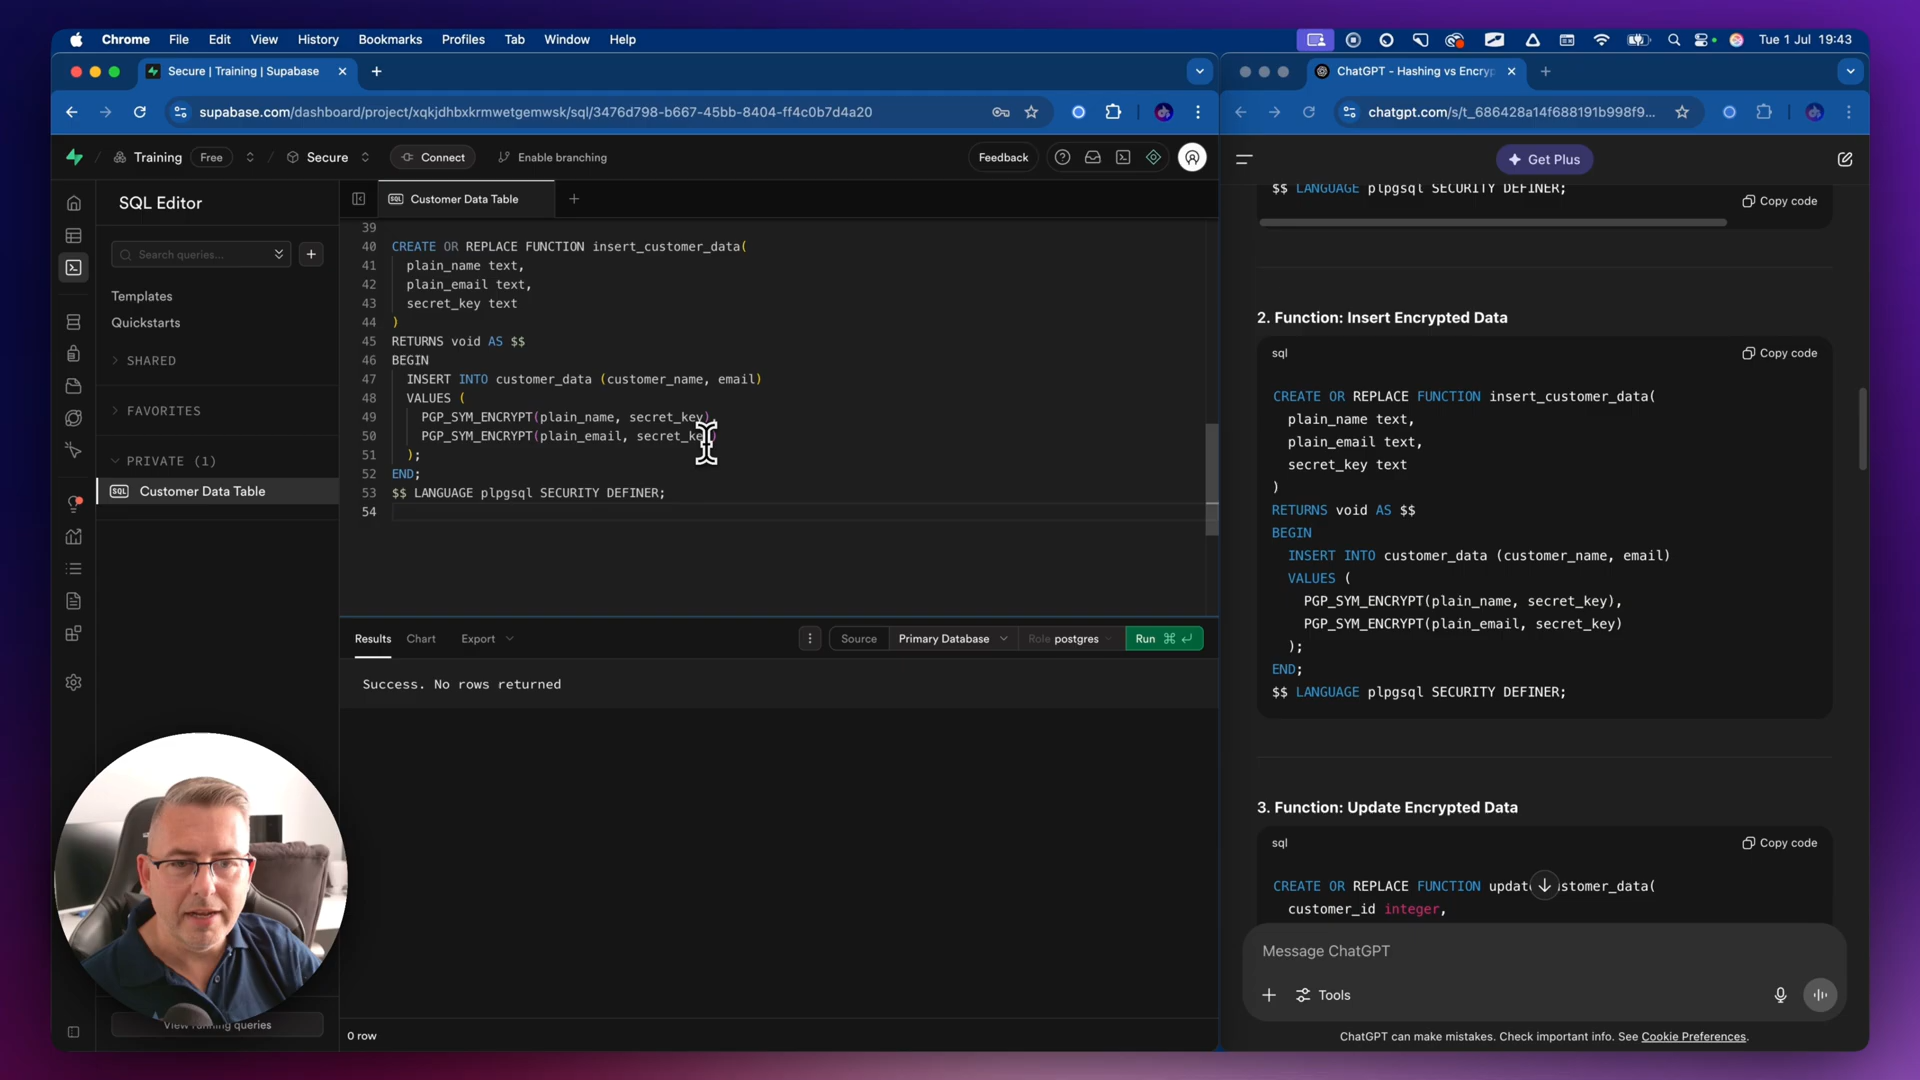 Chrome File Edit View History Bookmarks Profiles Tab Window Help
Tue 1 Jul 19:43
Secure | Training | Supabase
supabase.com/dashboard/project/xqkjdhbxkrmwetgemwsk/sql/3476d798-b667-45bb-8404-ff4c0b7d4a20
Training Free Secure Connect Enable branching Feedback
SQL Editor
Search queries...
Templates
Quickstarts
SHARED
FAVORITES
PRIVATE (1)
SQL Customer Data Table
View running queries
SQL Customer Data Table
39
40 CREATE OR REPLACE FUNCTION insert_customer_data(
41 plain_name text,
42 plain_email text,
43 secret_key text
44 )
45 RETURNS void AS $$
46 BEGIN
47 INSERT INTO customer_data (customer_name, email)
48 VALUES (
49 PGP_SYM_ENCRYPT(plain_name, secret_key),
50 PGP_SYM_ENCRYPT(plain_email, secret_key)
51 );
52 END;
53 $$ LANGUAGE plpgsql SECURITY DEFINER;
54
Results Chart Export Source Primary Database Role postgres Run
Success. No rows returned
0 row
ChatGPT - Hashing vs Encryp
chatgpt.com/s/t_686428a14f688191b998f9...
Get Plus
$$ LANGUAGE plpgsql SECURITY DEFINER;
Copy code
2. Function: Insert Encrypted Data
sql Copy code
CREATE OR REPLACE FUNCTION insert_customer_data(
plain_name text,
plain_email text,
secret_key text
)
RETURNS void AS $$
BEGIN
INSERT INTO customer_data (customer_name, email)
VALUES (
PGP_SYM_ENCRYPT(plain_name, secret_key),
PGP_SYM_ENCRYPT(plain_email, secret_key)
);
END;
$$ LANGUAGE plpgsql SECURITY DEFINER;
3. Function: Update Encrypted Data
sql Copy code
CREATE OR REPLACE FUNCTION update_customer_data(
customer_id integer,
Message ChatGPT
Tools
ChatGPT can make mistakes. Check important info. See Cookie Preferences.